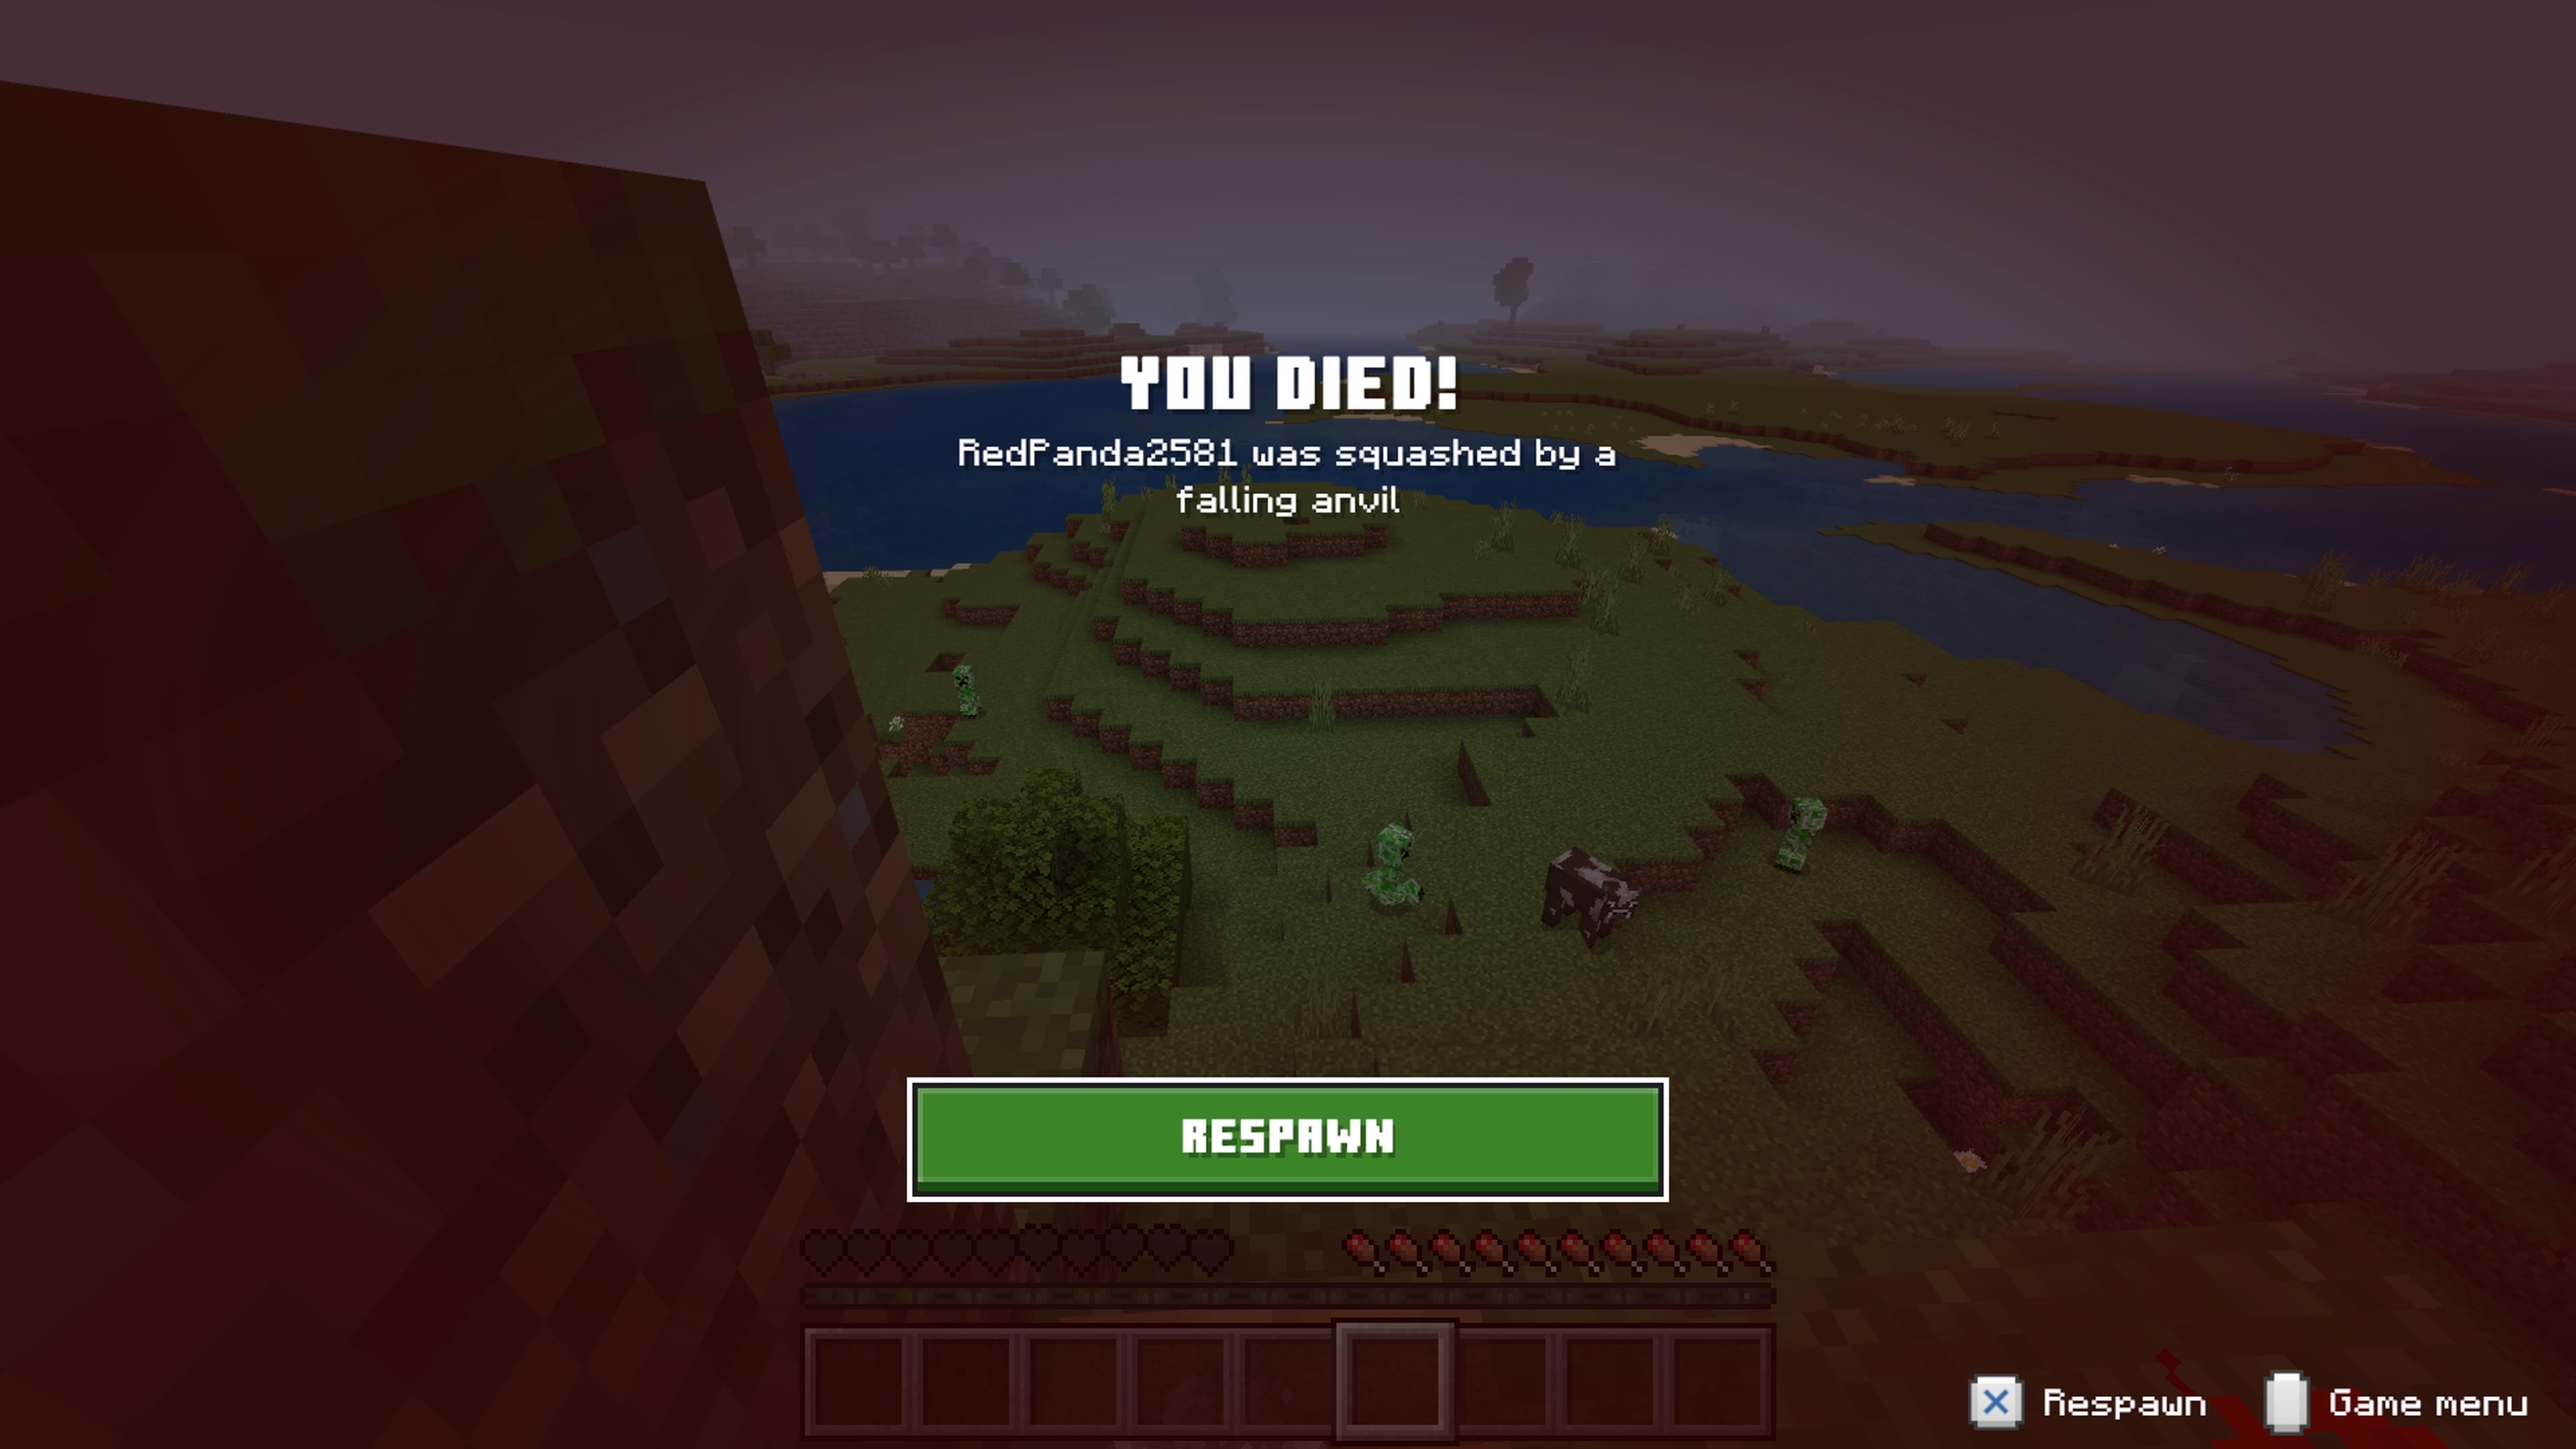 YOU DIED!
RedPanda2581 was squashed by a
falling anvil
RESPAWN
Respawn
Game menu